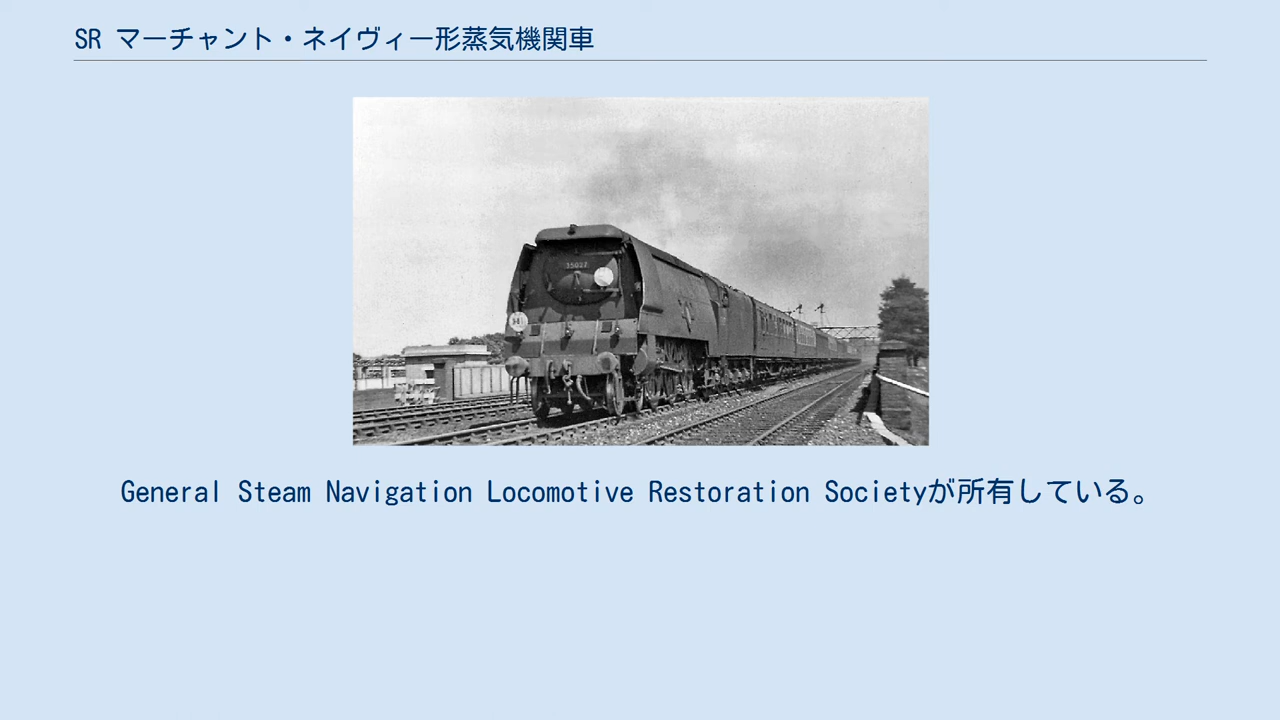 SR マーチャント・ネイヴィー形蒸気機関車
35027
General Steam Navigation Locomotive Restoration Societyが所有している。